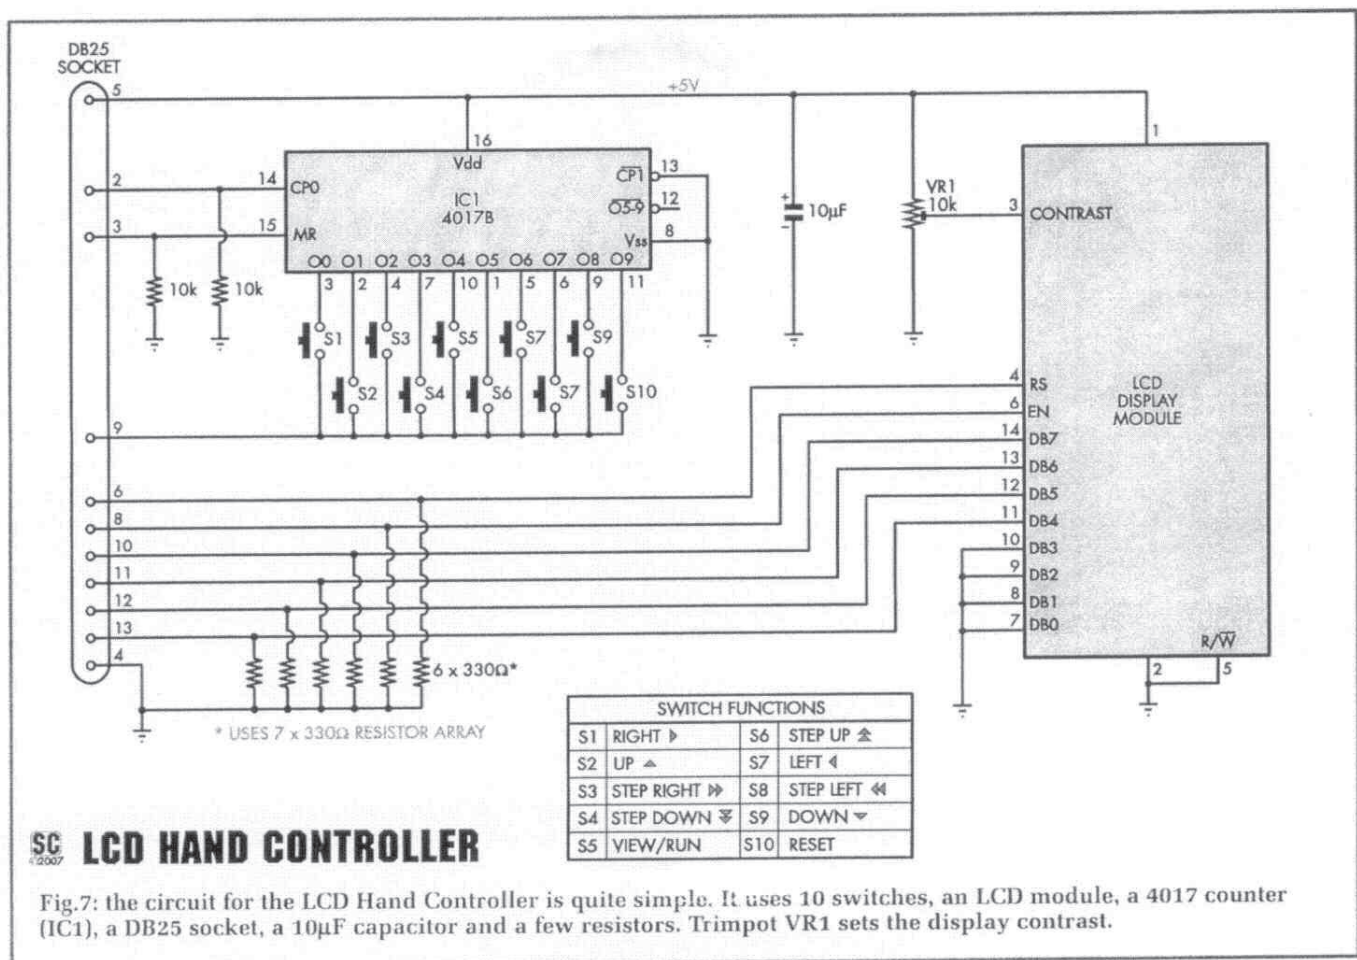 DB25
SOCKET
5
+5V
16
Vdd
1
2
14
CP0
IC1
4017B
CP1
13
O5-9
12
3
15
MR
Vss
8
O0 O1 O2 O3 O4 O5 O6 O7 O8 O9
3 2 4 7 10 1 5 6 9 11
10k
10k
+
10µF
−
VR1
10k
3
CONTRAST
S1 S3 S5 S7 S9
S2 S4 S6 S7 S10
9
LCD
DISPLAY
MODULE
4 RS
6 EN
14 DB7
13 DB6
12 DB5
11 DB4
10 DB3
9 DB2
8 DB1
7 DB0
R/W
2
5
6
8
10
11
12
13
4
6 x 330Ω*
* USES 7 x 330Ω RESISTOR ARRAY
SWITCH FUNCTIONS
S1 RIGHT S6 STEP UP
S2 UP S7 LEFT
S3 STEP RIGHT S8 STEP LEFT
S4 STEP DOWN S9 DOWN
S5 VIEW/RUN S10 RESET
SC
©2007
LCD HAND CONTROLLER
Fig.7: the circuit for the LCD Hand Controller is quite simple. It uses 10 switches, an LCD module, a 4017 counter
(IC1), a DB25 socket, a 10µF capacitor and a few resistors. Trimpot VR1 sets the display contrast.